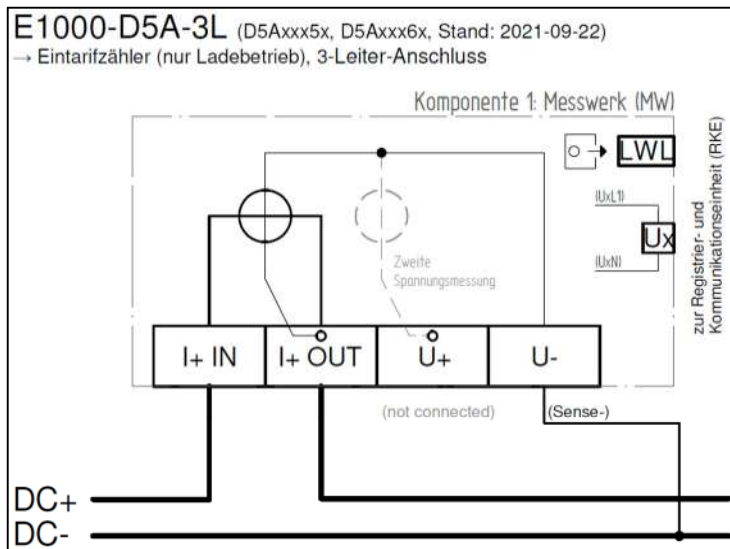 E1000-D5A-3L (D5Axxx5x, D5Axxx6x, Stand: 2021-09-22)
→ Eintarifzähler (nur Ladebetrieb), 3-Leiter-Anschluss
Komponente 1: Messwerk (MW)
LWL
(UxL1)
Ux
(UxN)
zur Registrier- und
Kommunikationseinheit (RKE)
Zweite
Spannungsmessung
I+ IN
I+ OUT
U+
U-
(not connected)
(Sense-)
DC+
DC-